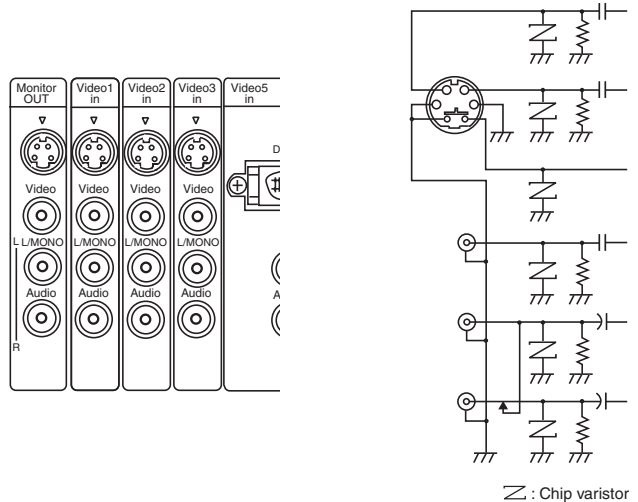 Monitor
OUT
Video1
in
Video2
in
Video3
in
Video5
in
D
Video
Video
Video
Video
L L/MONO
L/MONO
L/MONO
L/MONO
Audio
Audio
Audio
Audio
A
R
: Chip varistor